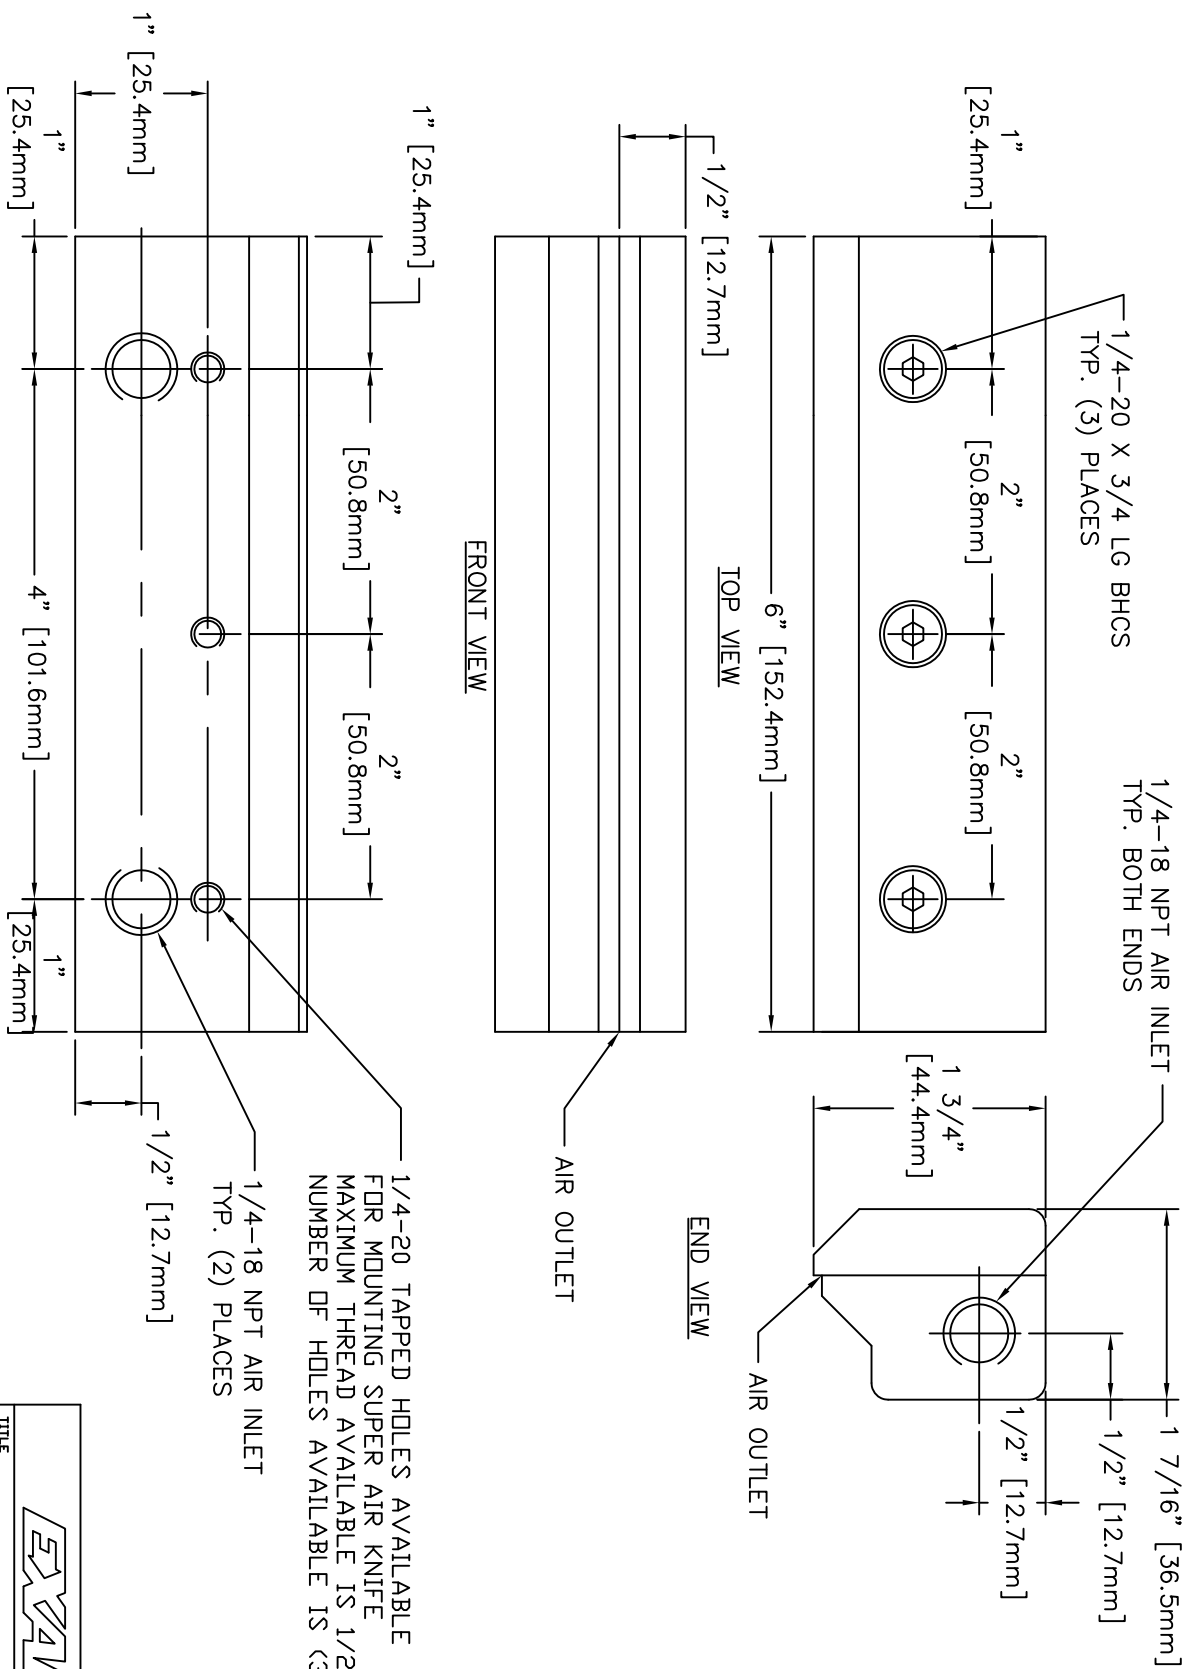 1/4-20 X 3/4 LG BHCS
TYP. (3) PLACES
1/4-18 NPT AIR INLET
TYP. BOTH ENDS
1"
[25.4mm]
2"
[50.8mm]
2"
[50.8mm]
1 3/4"
[44.4mm]
1 7/16" [36.5mm]
1/2" [12.7mm]
1/2" [12.7mm]
AIR OUTLET
6" [152.4mm]
TOP VIEW
END VIEW
1/2" [12.7mm]
AIR OUTLET
FRONT VIEW
1" [25.4mm]
2"
[50.8mm]
2"
[50.8mm]
1/4-20 TAPPED HOLES AVAILABLE
FOR MOUNTING SUPER AIR KNIFE
MAXIMUM THREAD AVAILABLE IS 1/2
NUMBER OF HOLES AVAILABLE IS (3
1/4-18 NPT AIR INLET
TYP. (2) PLACES
1/2" [12.7mm]
1" [25.4mm]
1"
[25.4mm]
4" [101.6mm]
1"
[25.4mm]
TITLE